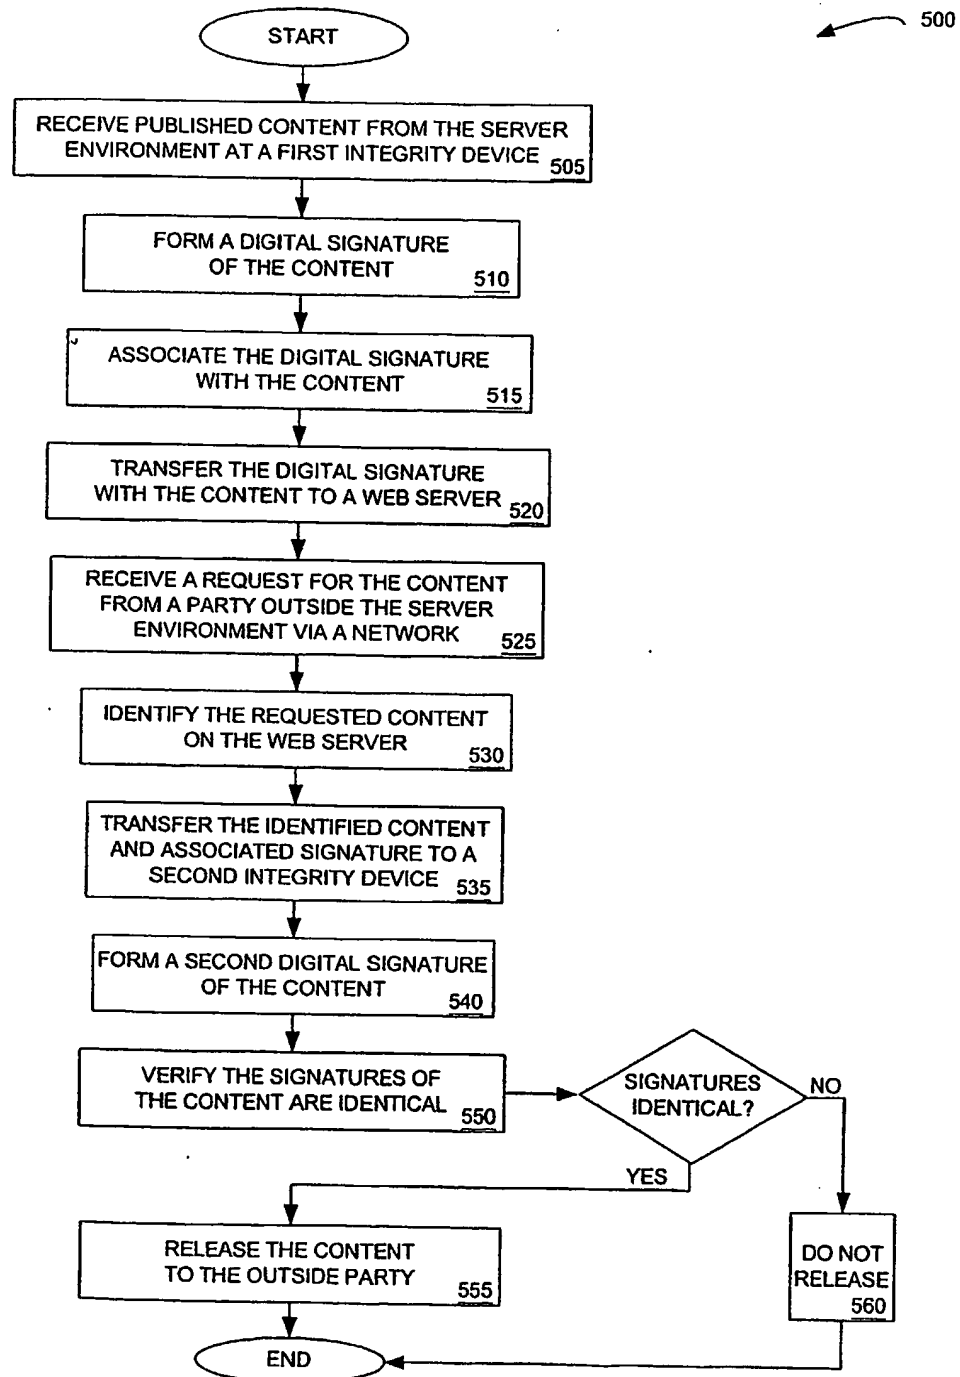 500
START
RECEIVE PUBLISHED CONTENT FROM THE SERVER
ENVIRONMENT AT A FIRST INTEGRITY DEVICE
505
FORM A DIGITAL SIGNATURE
OF THE CONTENT
510
ASSOCIATE THE DIGITAL SIGNATURE
WITH THE CONTENT
515
TRANSFER THE DIGITAL SIGNATURE
WITH THE CONTENT TO A WEB SERVER
520
RECEIVE A REQUEST FOR THE CONTENT
FROM A PARTY OUTSIDE THE SERVER
ENVIRONMENT VIA A NETWORK
525
IDENTIFY THE REQUESTED CONTENT
ON THE WEB SERVER
530
TRANSFER THE IDENTIFIED CONTENT
AND ASSOCIATED SIGNATURE TO A
SECOND INTEGRITY DEVICE
535
FORM A SECOND DIGITAL SIGNATURE
OF THE CONTENT
540
VERIFY THE SIGNATURES OF
THE CONTENT ARE IDENTICAL
550
SIGNATURES
IDENTICAL?
NO
YES
RELEASE THE CONTENT
TO THE OUTSIDE PARTY
555
DO NOT
RELEASE
560
END